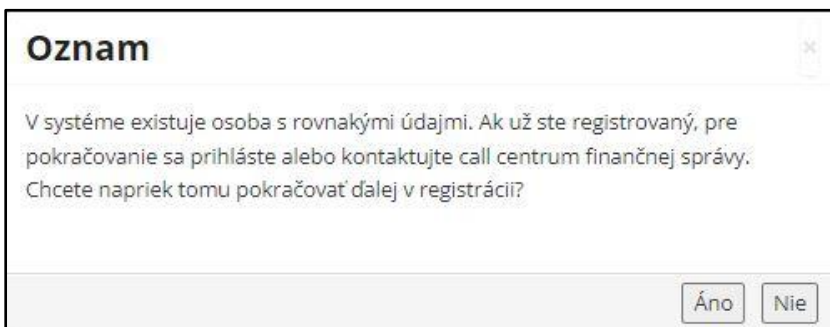 Oznam
V systéme existuje osoba s rovnakými údajmi. Ak už ste registrovaný, pre
pokračovanie sa prihláste alebo kontaktujte call centrum finančnej správy.
Chcete napriek tomu pokračovať ďalej v registrácii?
Áno Nie